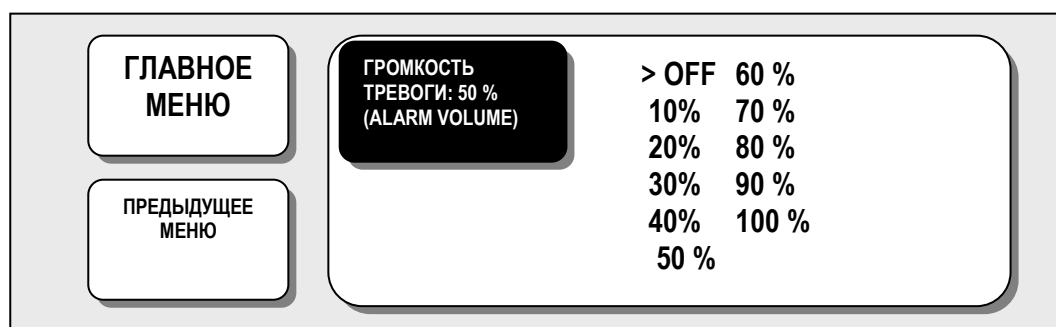 ГЛАВНОЕ
МЕНЮ
ПРЕДЫДУЩЕЕ
МЕНЮ
ГРОМКОСТЬ
ТРЕВОГИ: 50 %
(ALARM VOLUME)
> OFF 60 %
10% 70 %
20% 80 %
30% 90 %
40% 100 %
50 %